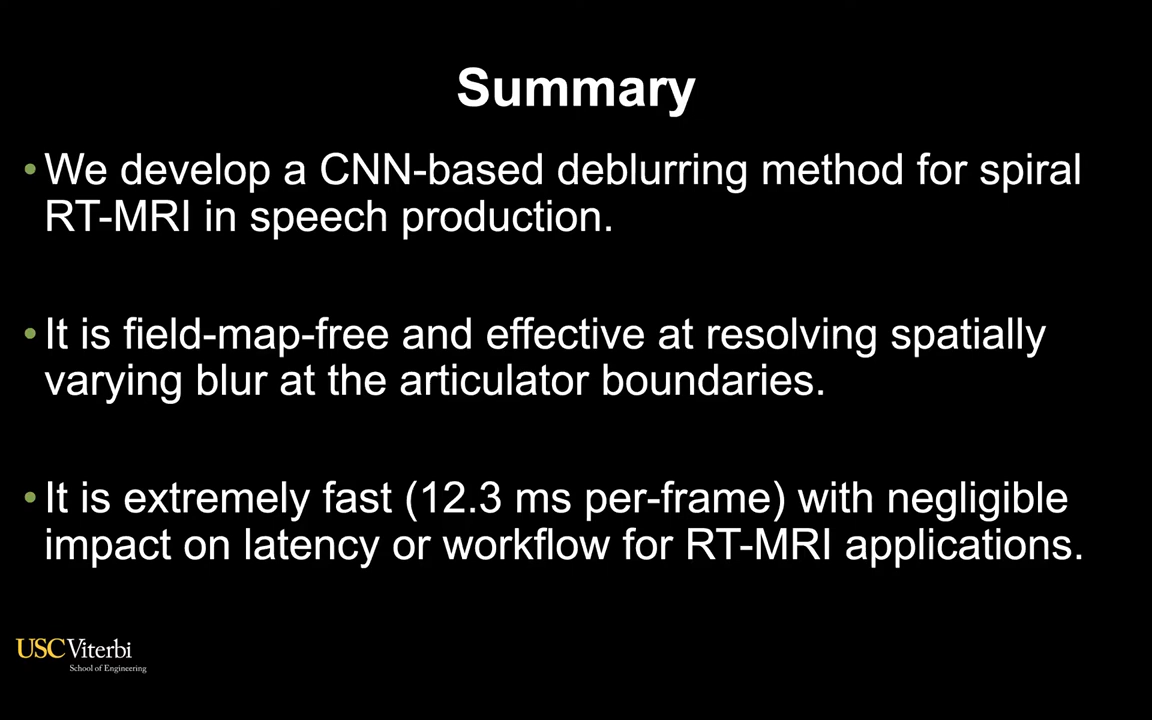 Summary
•We develop a CNN-based deblurring method for spiral
RT-MRI in speech production.
•It is field-map-free and effective at resolving spatially
varying blur at the articulator boundaries.
•It is extremely fast (12.3 ms per-frame) with negligible
impact on latency or workflow for RT-MRI applications.
USC Viterbi
School of Engineering